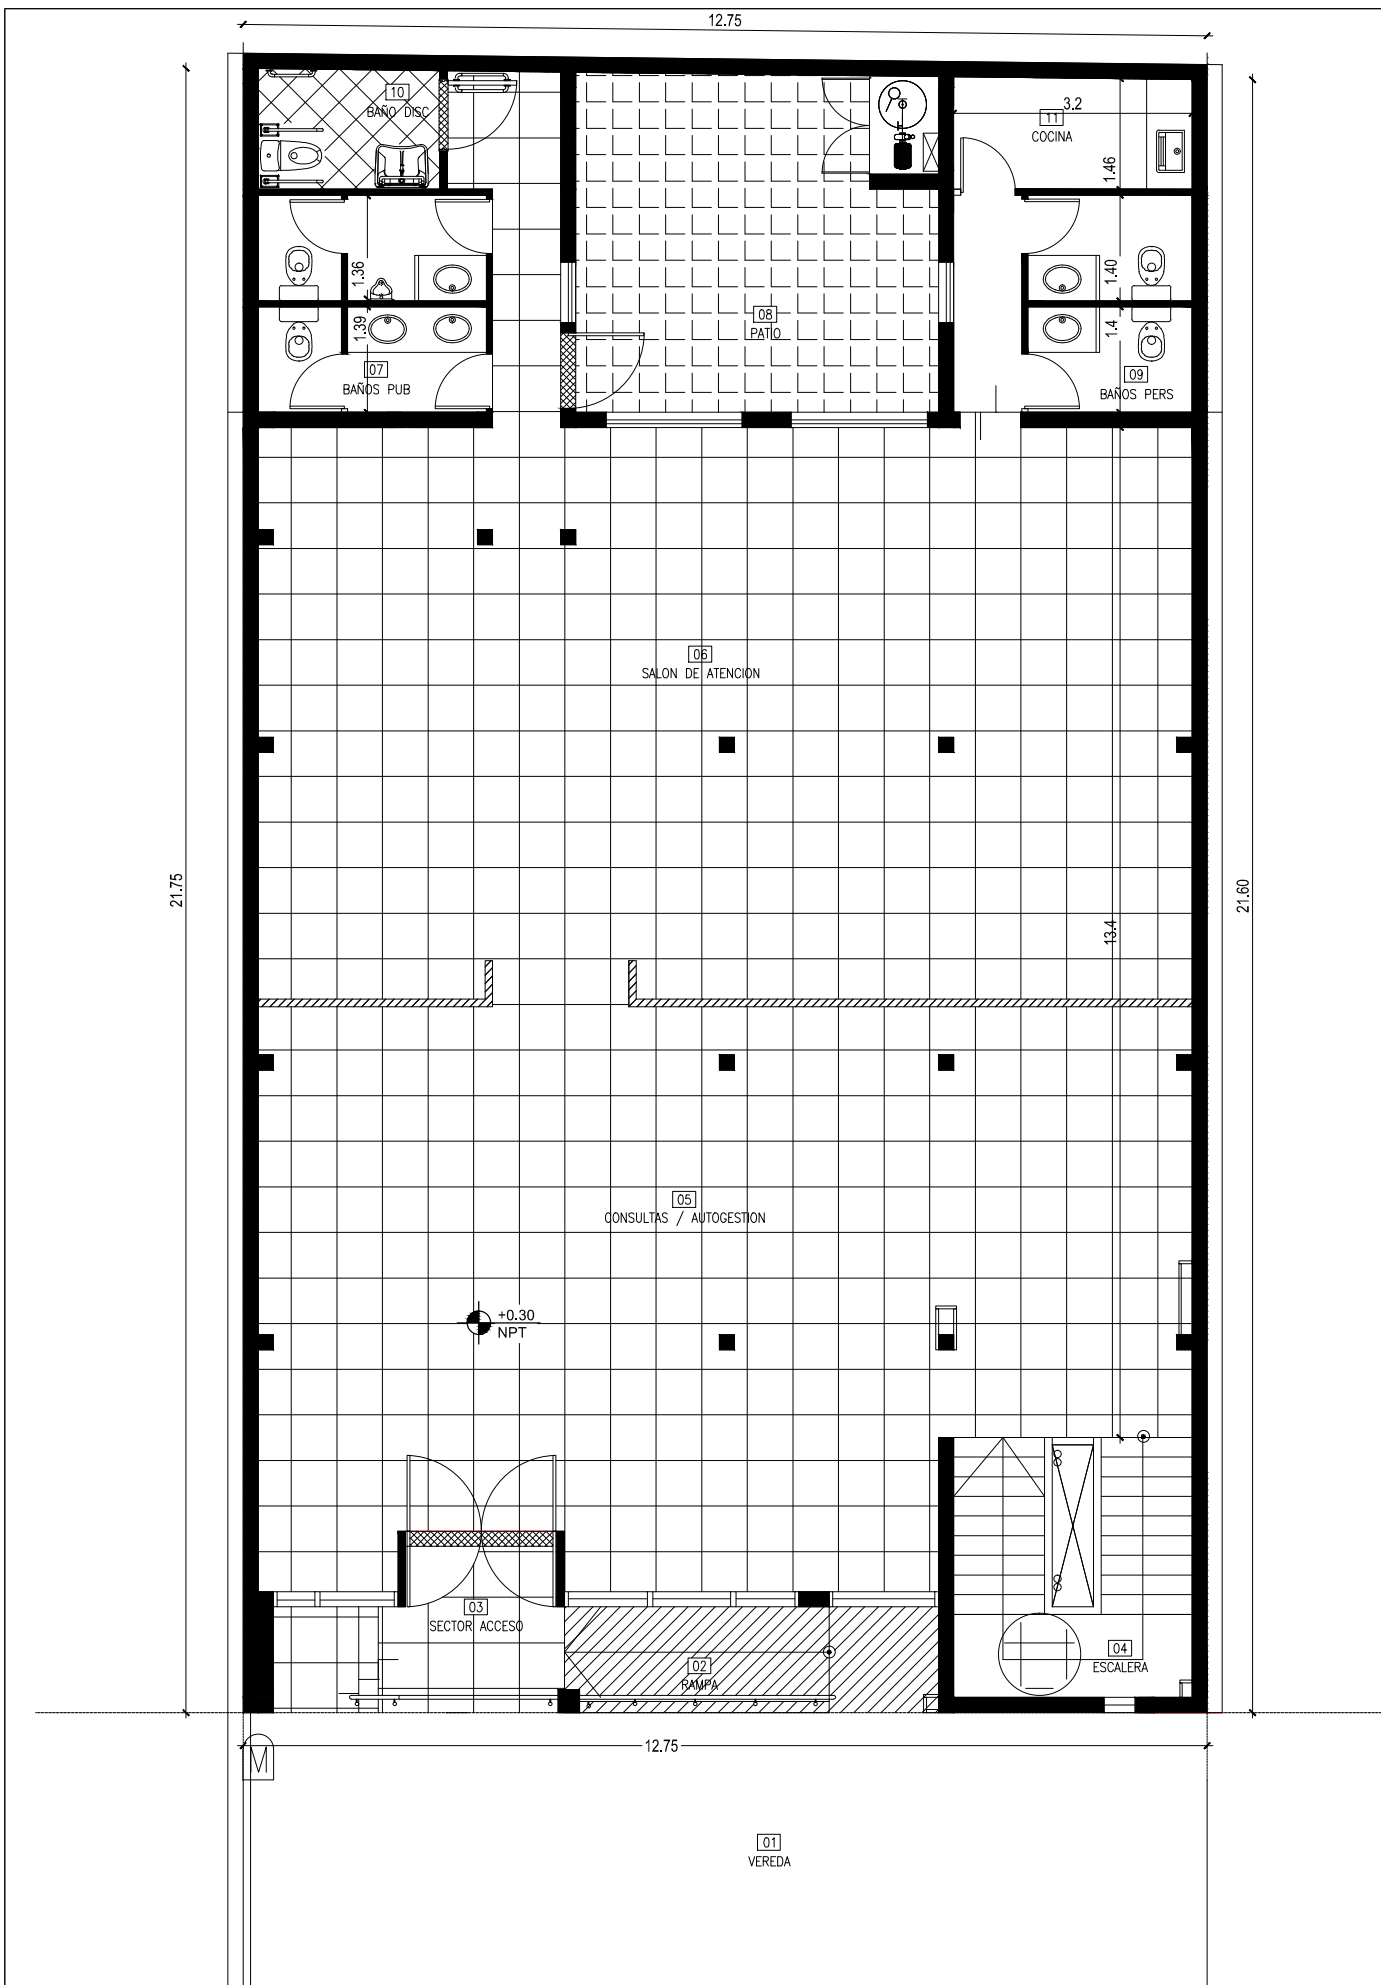 12.75
10
BAÑO DISC
3.2
11
COCINA
1.46
1.36
1.40
1.39
08
PATIO
1.4
07
BAÑOS PUB
09
BAÑOS PERS
06
SALON DE ATENCION
21.75
21.60
13.4
05
CONSULTAS / AUTOGESTION
+0.30
NPT
03
SECTOR ACCESO
02
RAMPA
04
ESCALERA
12.75
M
01
VEREDA